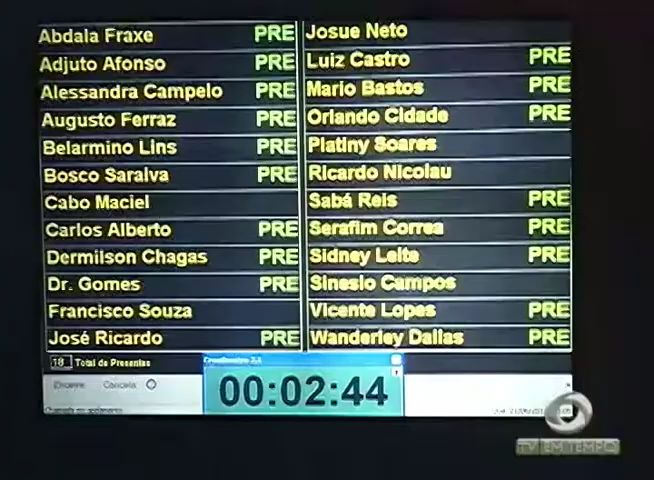 Abdala Fraxe PRE
Adjuto Afonso PRE
Alessandra Campelo PRE
Augusto Ferraz PRE
Belarmino Lins PRE
Bosco Saraiva PRE
Cabo Maciel
Carlos Alberto PRE
Dermilson Chagas PRE
Dr. Gomes PRE
Francisco Souza
José Ricardo PRE
Josue Neto
Luiz Castro PRE
Mario Bastos PRE
Orlando Cidade PRE
Platiny Soares
Ricardo Nicolau
Sabá Reis PRE
Serafim Correa PRE
Sidney Leite PRE
Sinesio Campos
Vicente Lopes PRE
Wanderley Dallas PRE
18 Total de Presentes
Encerrar Cancela
00:02:44
TV EM TEMPO